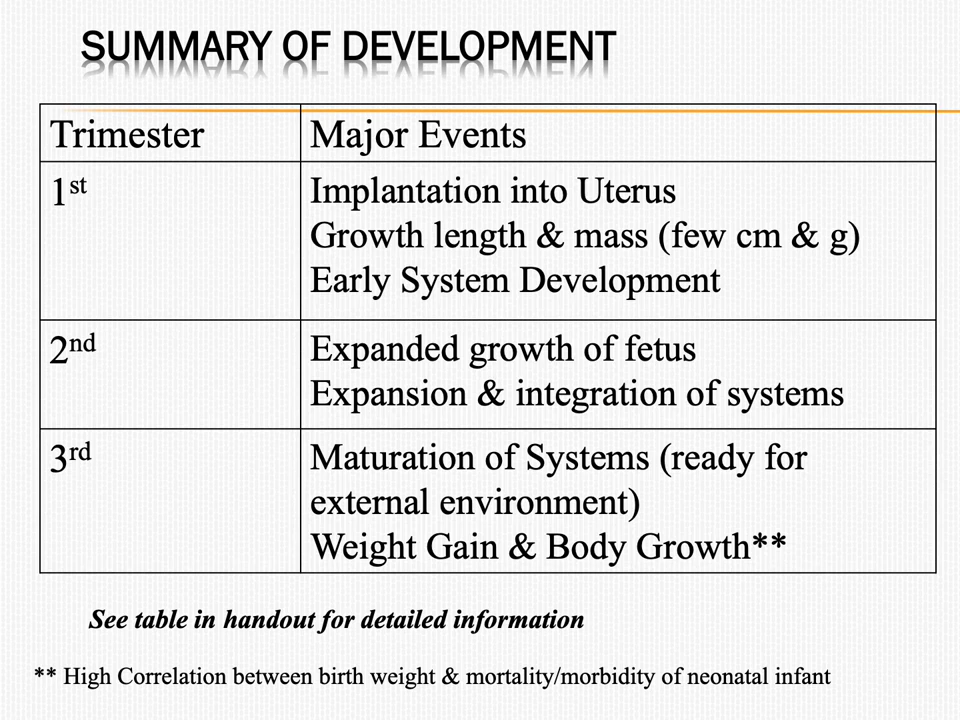 SUMMARY OF DEVELOPMENT
Trimester
Major Events
1st
Implantation into Uterus
Growth length & mass (few cm & g)
Early System Development
2nd
Expanded growth of fetus
Expansion & integration of systems
3rd
Maturation of Systems (ready for
external environment)
Weight Gain & Body Growth**
See table in handout for detailed information
** High Correlation between birth weight & mortality/morbidity of neonatal infant